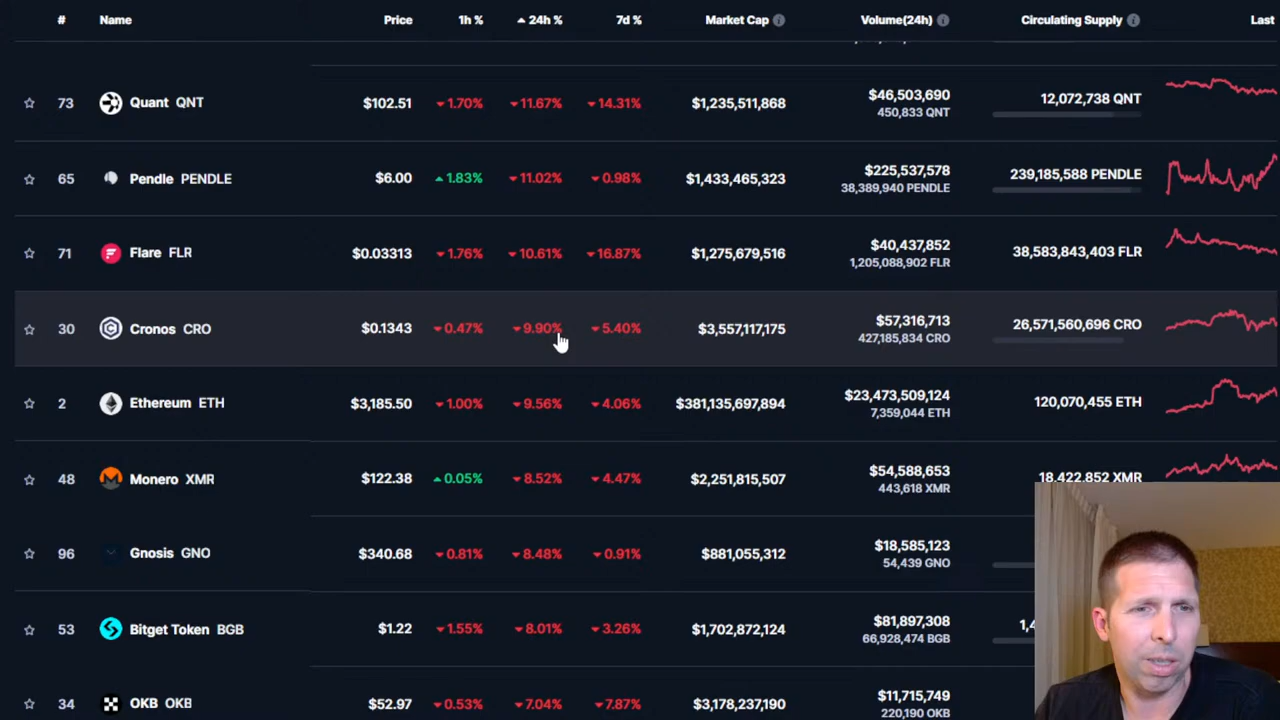 # Name Price 1h % 24h % 7d % Market Cap Volume(24h) Circulating Supply Last
73 Quant QNT $102.51 1.70% 11.67% 14.31% $1,235,511,868 $46,503,690 12,072,738 QNT
450,833 QNT
65 Pendle PENDLE $6.00 1.83% 11.02% 0.98% $1,433,465,323 $225,537,578 239,185,588 PENDLE
38,389,940 PENDLE
71 Flare FLR $0.03313 1.76% 10.61% 16.87% $1,275,679,516 $40,437,852 38,583,843,403 FLR
1,205,088,902 FLR
30 Cronos CRO $0.1343 0.47% 9.90% 5.40% $3,557,117,175 $57,316,713 26,571,560,696 CRO
427,185,834 CRO
2 Ethereum ETH $3,185.50 1.00% 9.56% 4.06% $381,135,697,894 $23,473,509,124 120,070,455 ETH
7,359,044 ETH
48 Monero XMR $122.38 0.05% 8.52% 4.47% $2,251,815,507 $54,588,653 18,422,852 XMR
443,618 XMR
96 Gnosis GNO $340.68 0.81% 8.48% 0.91% $881,055,312 $18,585,123
54,439 GNO
53 Bitget Token BGB $1.22 1.55% 8.01% 3.26% $1,702,872,124 $81,897,308
66,928,474 BGB
34 OKB OKB $52.97 0.53% 7.04% 7.87% $3,178,237,190 $11,715,749
220,190 OKB